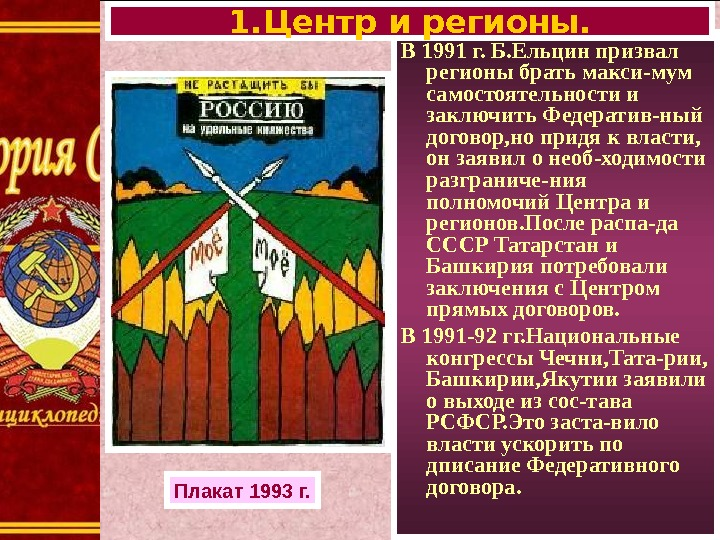 1.Центр и регионы.
ория (
нциклопед
НЕ РАСТАЩИТЬ БЫ
РОССИЮ
на удельные княжества
Моё
Моё
Плакат 1993 г.
В 1991 г. Б.Ельцин призвал
регионы брать макси-мум
самостоятельности и
заключить Федератив-ный
договор,но придя к власти,
он заявил о необ-ходимости
разграниче-ния
полномочий Центра и
регионов.После распа-да
СССР Татарстан и
Башкирия потребовали
заключения с Центром
прямых договоров.
В 1991-92 гг.Национальные
конгрессы Чечни,Тата-рии,
Башкирии,Якутии заявили
о выходе из сос-тава
РСФСР.Это заста-вило
власти ускорить по
дписание Федеративного
договора.